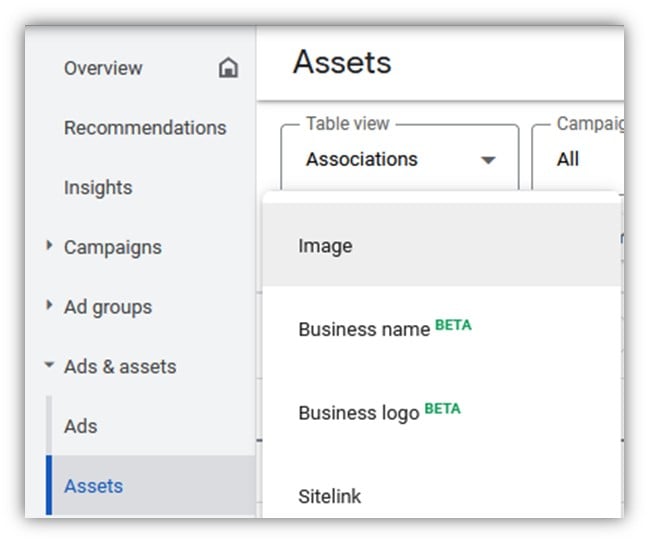 Overview
Recommendations
Insights
Campaigns
Ad groups
Ads & assets
Ads
Assets
Assets
Table view
Associations
All
Image
Business name BETA
Business logo BETA
Sitelink